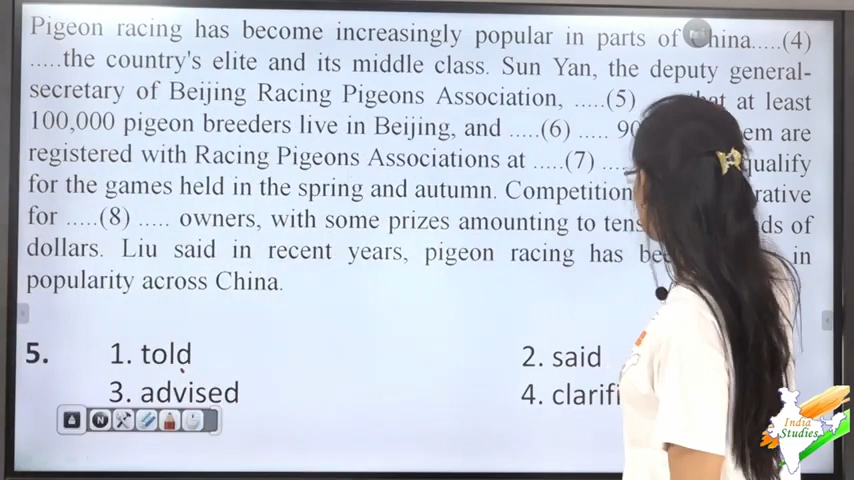 Pigeon racing has become increasingly popular in parts of China.....(4)
.....the country's elite and its middle class. Sun Yan, the deputy general-
secretary of Beijing Racing Pigeons Association, .....(5) at least
100,000 pigeon breeders live in Beijing, and .....(6) ..... 90 are
registered with Racing Pigeons Associations at .....(7) qualify
for the games held in the spring and autumn. Competition
for .....(8) ..... owners, with some prizes amounting to of
dollars. Liu said in recent years, pigeon racing has in
popularity across China.
5. 1. told 2. said
3. advised 4.
India
Studies